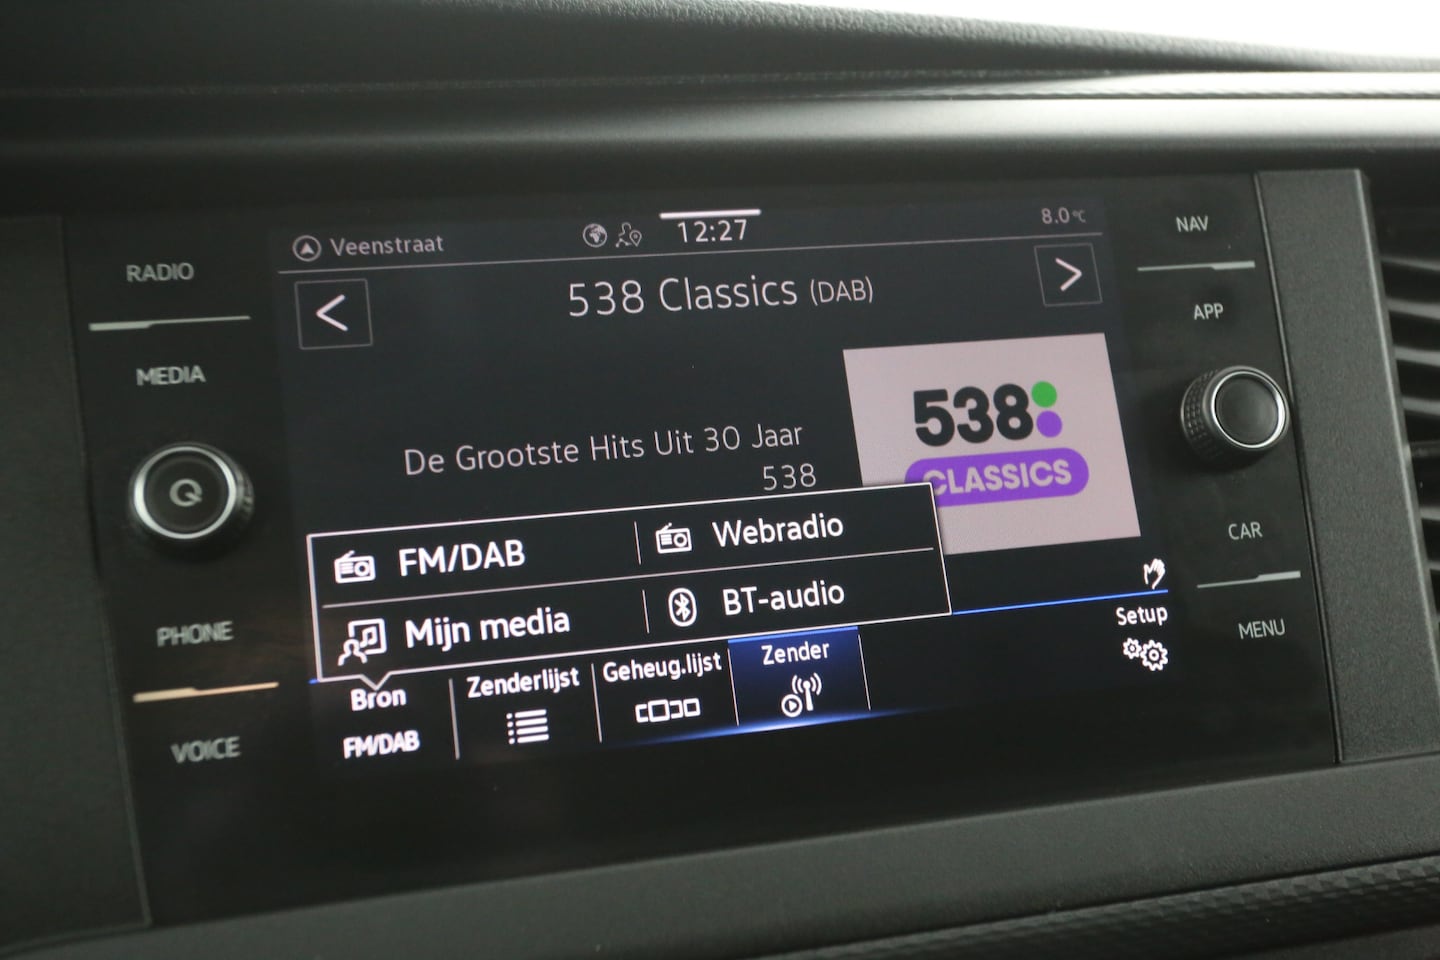 Veenstraat
12:27
8.0°C
538 Classics (DAB)
De Grootste Hits Uit 30 Jaar
538
538
CLASSICS
FM/DAB
Webradio
Mijn media
BT-audio
Bron
FM/DAB
Zenderlijst
Geheug.lijst
Zender
Setup
RADIO
MEDIA
PHONE
VOICE
NAV
APP
CAR
MENU